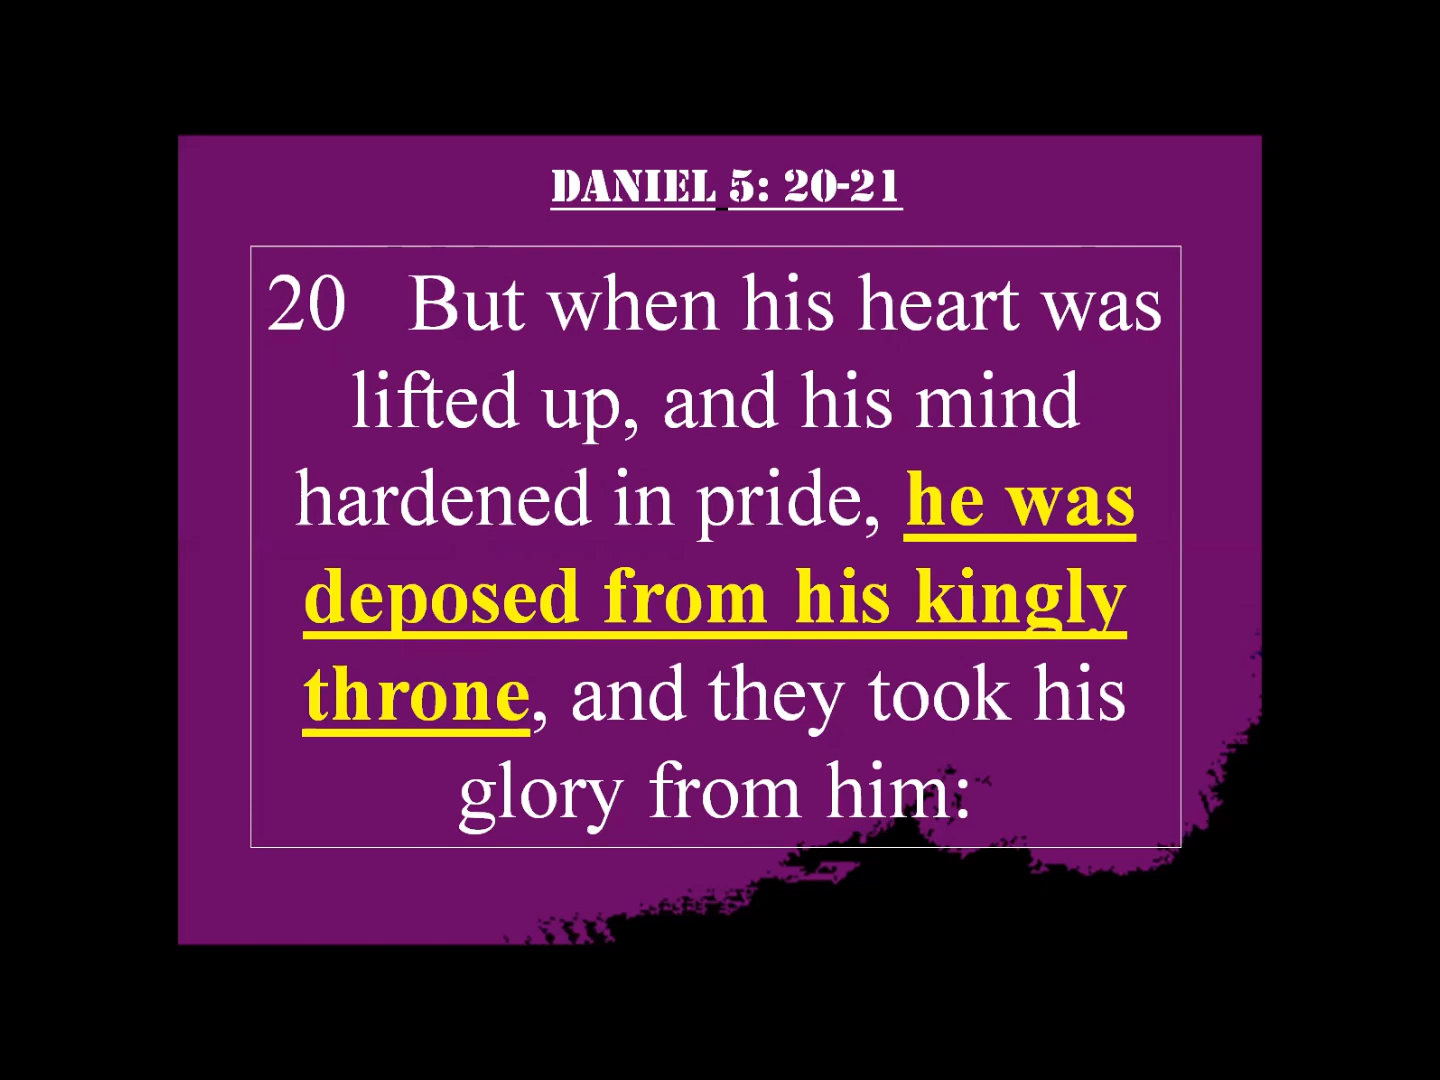 DANIEL 5: 20-21
20 But when his heart was
lifted up, and his mind
hardened in pride, he was
deposed from his kingly
throne, and they took his
glory from him: